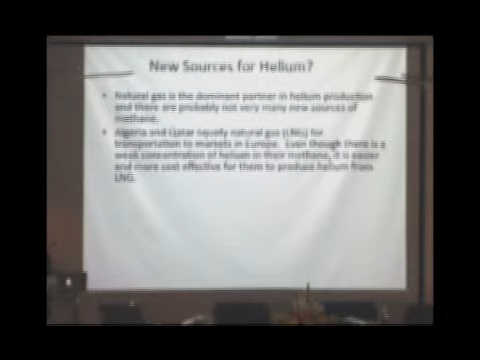 New Sources for Helium?
• Natural gas is the dominant partner in helium production
and there are probably not very many new sources of
methane.
• Algeria and Qatar liquefy natural gas (LNG) for
transportation to markets in Europe. Even though there is a
weak concentration of helium in their methane, it is easier
and more cost effective for them to produce helium from
LNG.